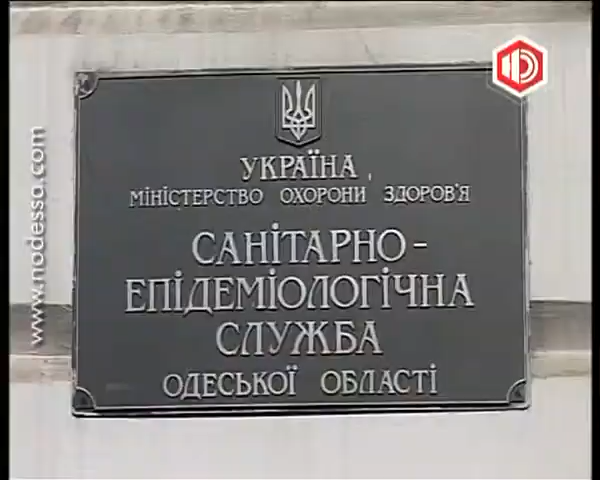 УКРАЇНА
МІНІСТЕРСТВО ОХОРОНИ ЗДОРОВ'Я
САНІТАРНО-
ЕПІДЕМІОЛОГІЧНА
СЛУЖБА
ОДЕСЬКОЇ ОБЛАСТІ
www.nodessa.com